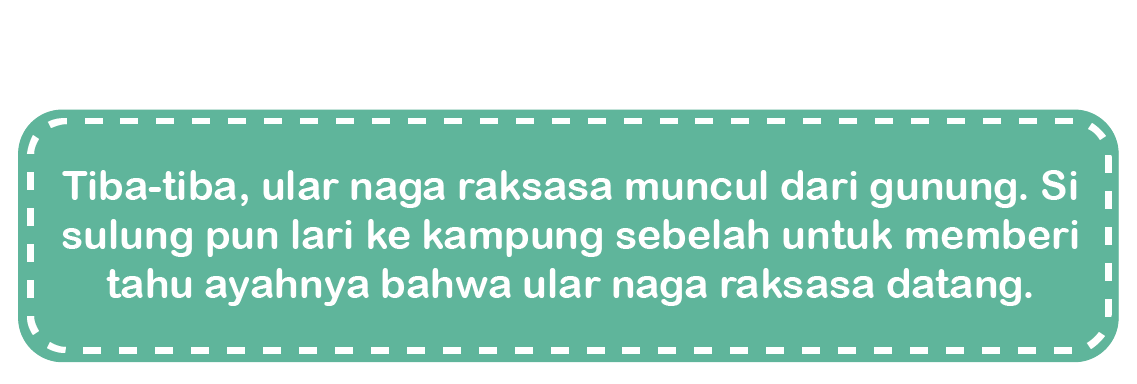 Tiba-tiba, ular naga raksasa muncul dari gunung. Si
sulung pun lari ke kampung sebelah untuk memberi
tahu ayahnya bahwa ular naga raksasa datang.